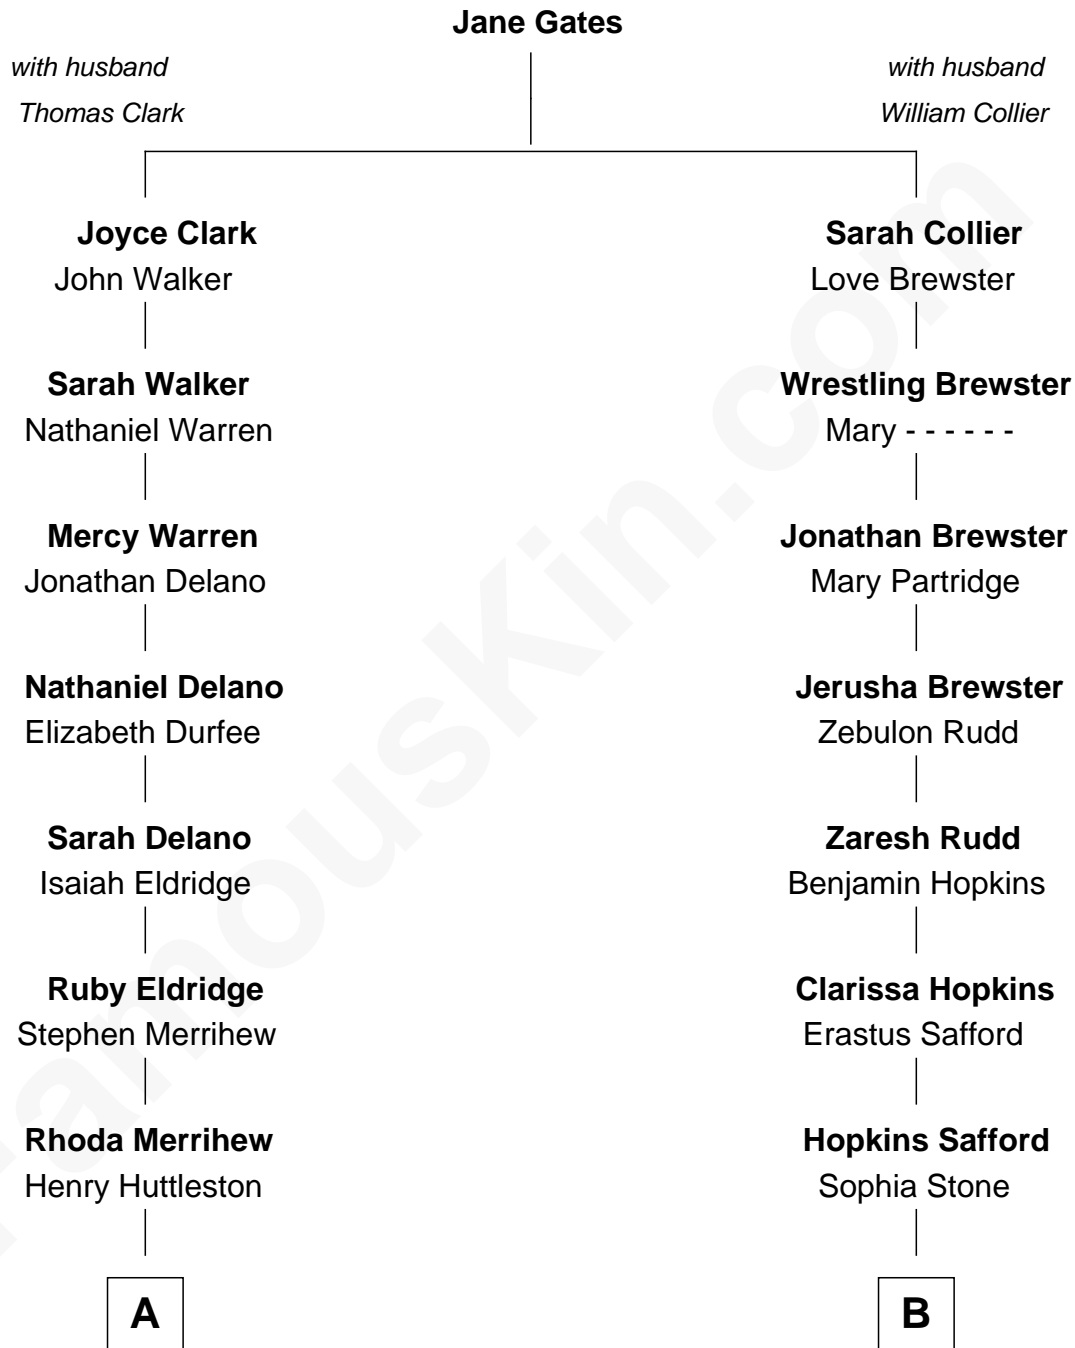 Jane Gates
with husband
Thomas Clark
with husband
William Collier
Joyce Clark
John Walker
Sarah Collier
Love Brewster
Sarah Walker
Nathaniel Warren
Wrestling Brewster
Mary - - - - - -
Mercy Warren
Jonathan Delano
Jonathan Brewster
Mary Partridge
Nathaniel Delano
Elizabeth Durfee
Jerusha Brewster
Zebulon Rudd
Sarah Delano
Isaiah Eldridge
Zaresh Rudd
Benjamin Hopkins
Ruby Eldridge
Stephen Merrihew
Clarissa Hopkins
Erastus Safford
Rhoda Merrihew
Henry Huttleston
Hopkins Safford
Sophia Stone
A
B
FamousKin.com